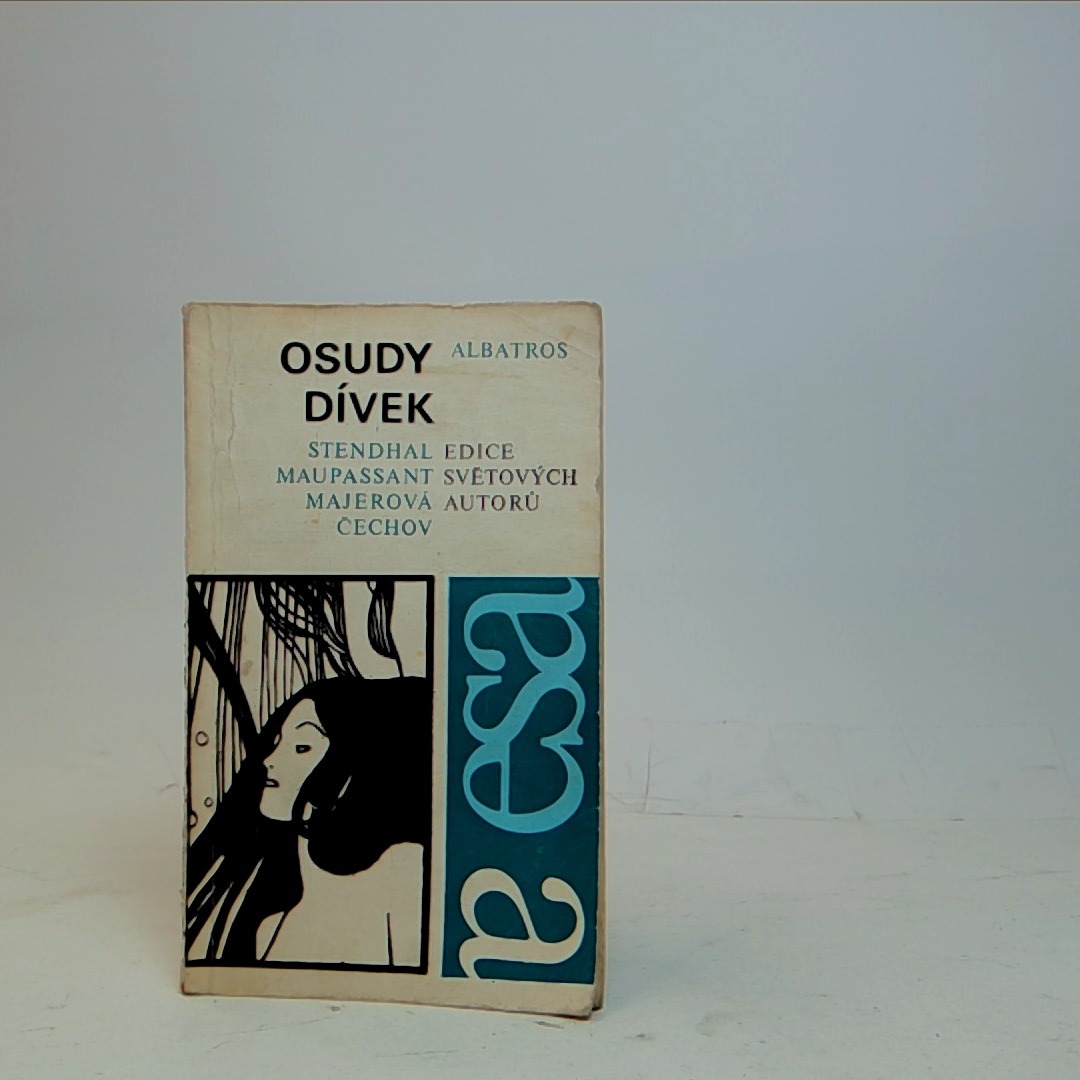 OSUDY
DÍVEK
ALBATROS
STENDHAL
MAUPASSANT
MAJEROVÁ
ČECHOV
EDICE
SVĚTOVÝCH
AUTORŮ
esa
a